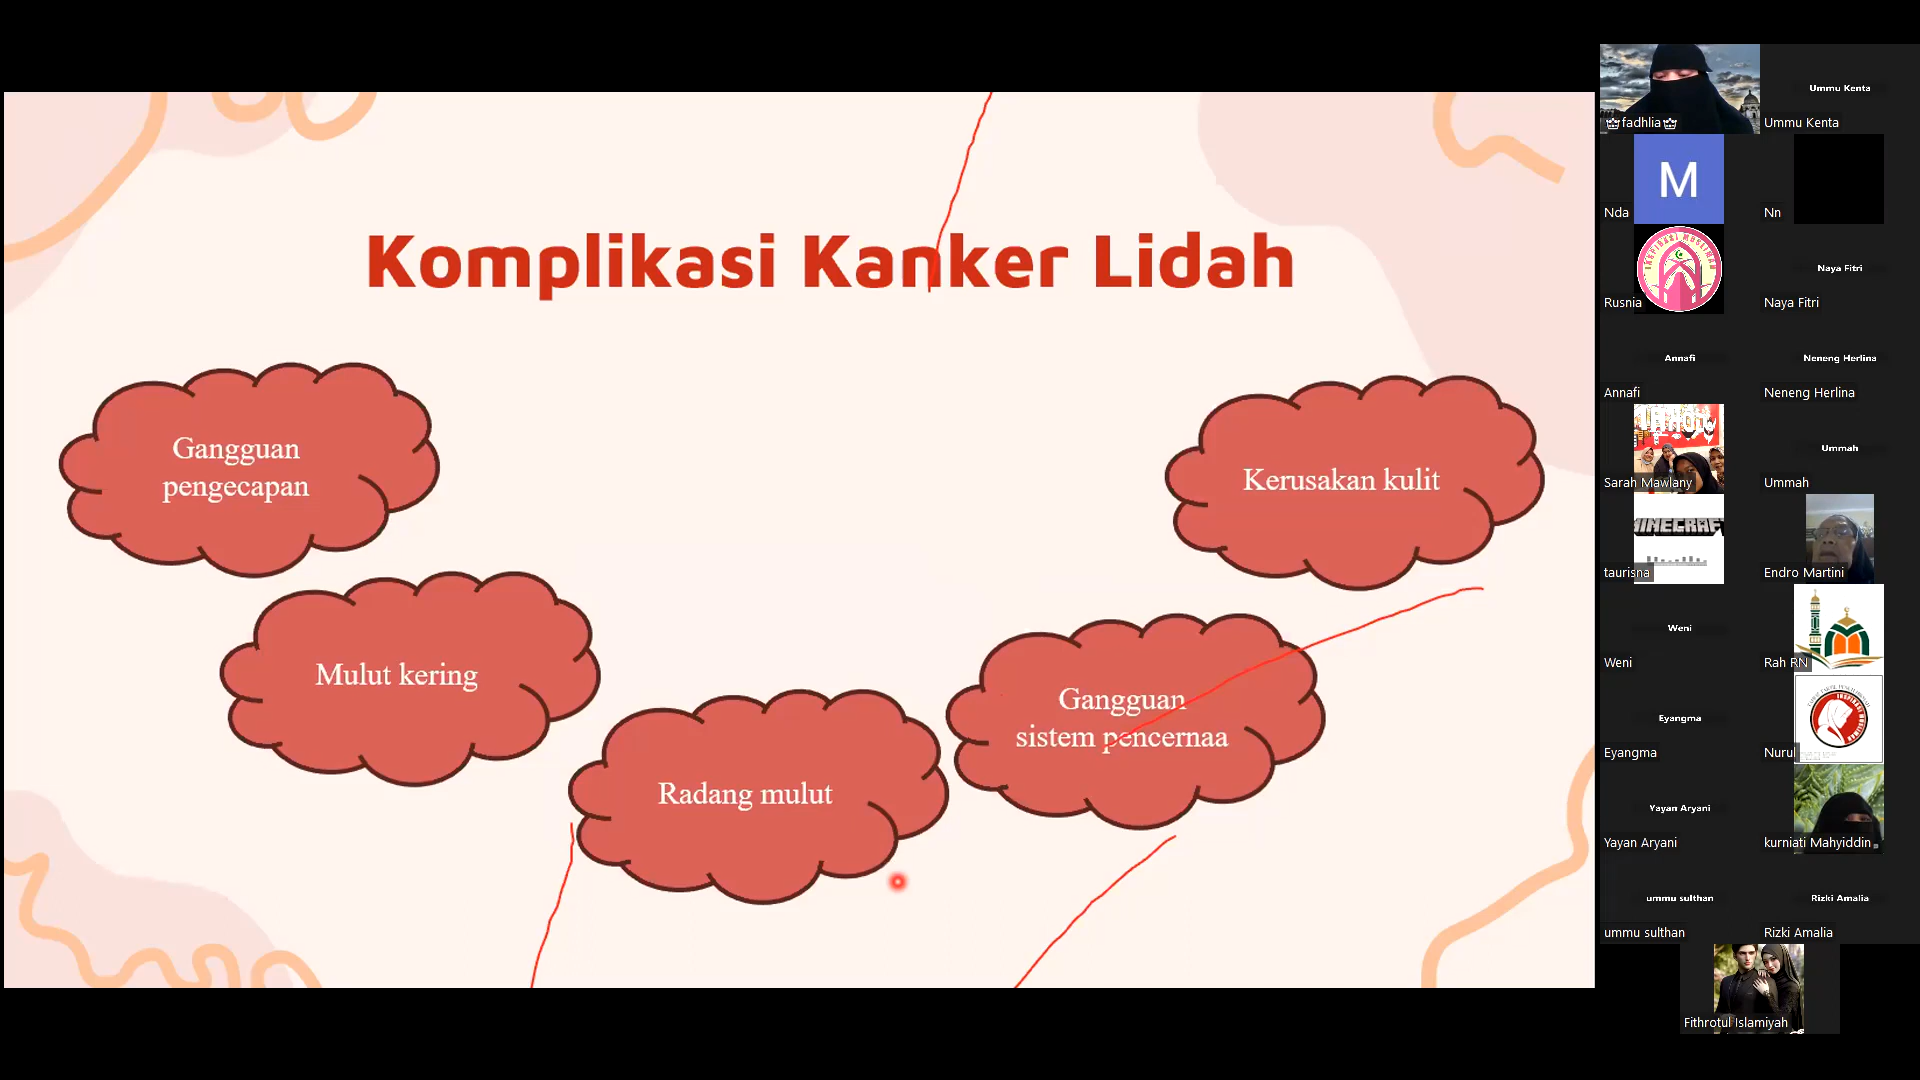 Komplikasi Kanker Lidah
Gangguan
pengecapan
Mulut kering
Radang mulut
Gangguan
sistem pencernaa
Kerusakan kulit
fadhlia
Ummu Kenta
Ummu Kenta
M
Nda
Nn
INSPIRASI MUSLIMAH
Rusnia
Naya Fitri
Naya Fitri
Annafi
Annafi
Neneng Herlina
Neneng Herlina
Sarah Mawlany
Ummah
Ummah
MINECRAFT
taurisna
Endro Martini
Weni
Weni
Rah RN
Eyangma
Eyangma
Nurul
Yayan Aryani
Yayan Aryani
kurniati Mahyiddin
ummu sulthan
ummu sulthan
Rizki Amalia
Rizki Amalia
Fithrotul Islamiyah